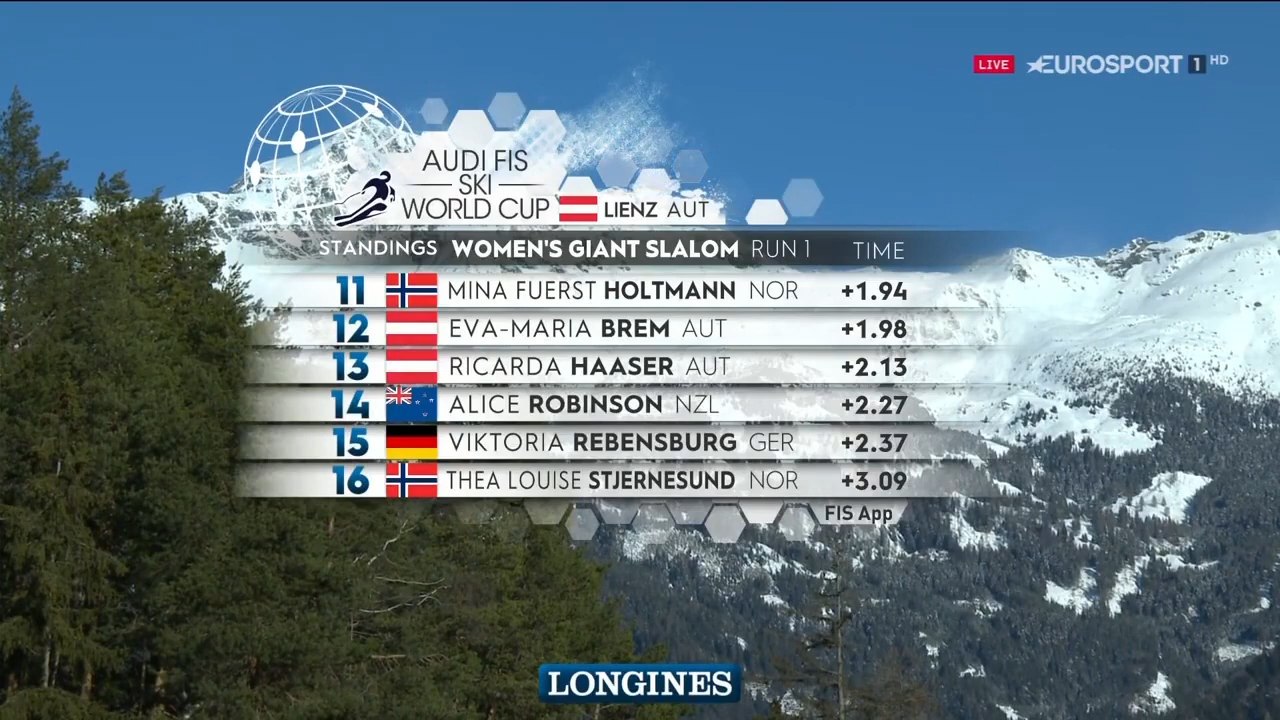 LIVE EUROSPORT 1 HD
AUDI FIS
SKI
WORLD CUP
LIENZ AUT
STANDINGS WOMEN'S GIANT SLALOM RUN 1 TIME
11 MINA FUERST HOLTMANN NOR +1.94
12 EVA-MARIA BREM AUT +1.98
13 RICARDA HAASER AUT +2.13
14 ALICE ROBINSON NZL +2.27
15 VIKTORIA REBENSBURG GER +2.37
16 THEA LOUISE STJERNESUND NOR +3.09
FIS App
LONGINES